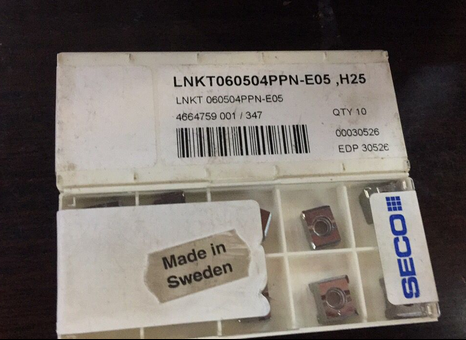 LNKT060504PPN-E05 ,H25
LNKT 060504PPN-E05
4664759 001 / 347
QTY 10
00030526
EDP 30526
Made in
Sweden
SECO